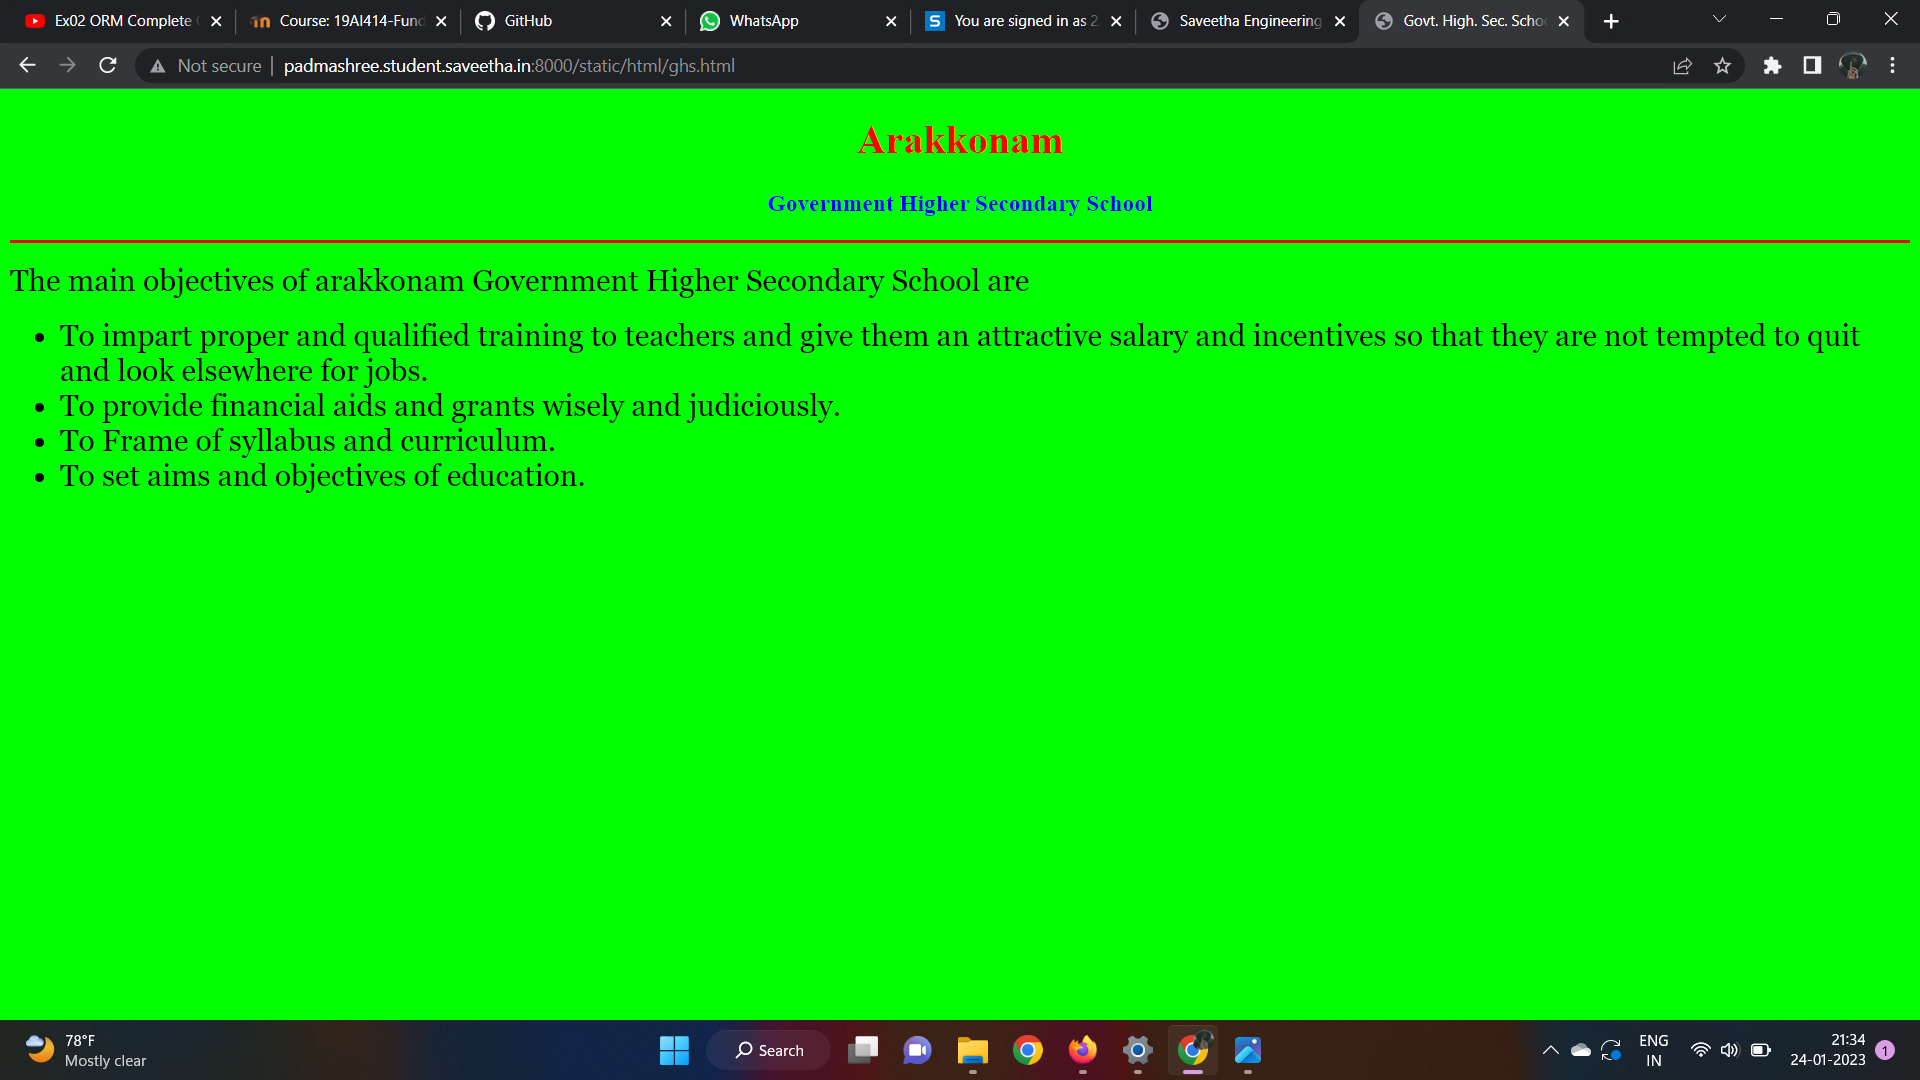 Ex02 ORM Complete
Course: 19AI414-Fund
GitHub
WhatsApp
You are signed in as 2
Saveetha Engineering
Govt. High. Sec. Scho
Not secure
padmashree.student.saveetha.in:8000/static/html/ghs.html
Arakkonam
Government Higher Secondary School
The main objectives of arakkonam Government Higher Secondary School are
• To impart proper and qualified training to teachers and give them an attractive salary and incentives so that they are not tempted to quit
and look elsewhere for jobs.
• To provide financial aids and grants wisely and judiciously.
• To Frame of syllabus and curriculum.
• To set aims and objectives of education.
78°F
Mostly clear
Search
ENG
IN
21:34
24-01-2023
1